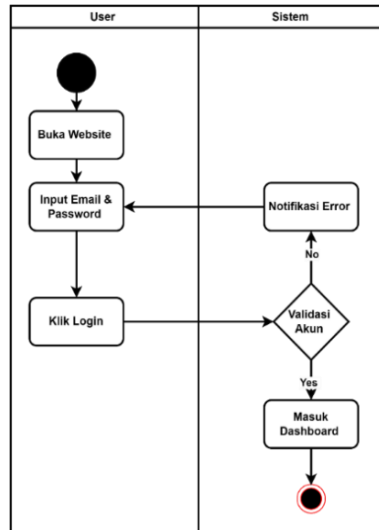 User
Sistem
Buka Website
Input Email &
Password
Notifikasi Error
No
Klik Login
Validasi
Akun
Yes
Masuk
Dashboard